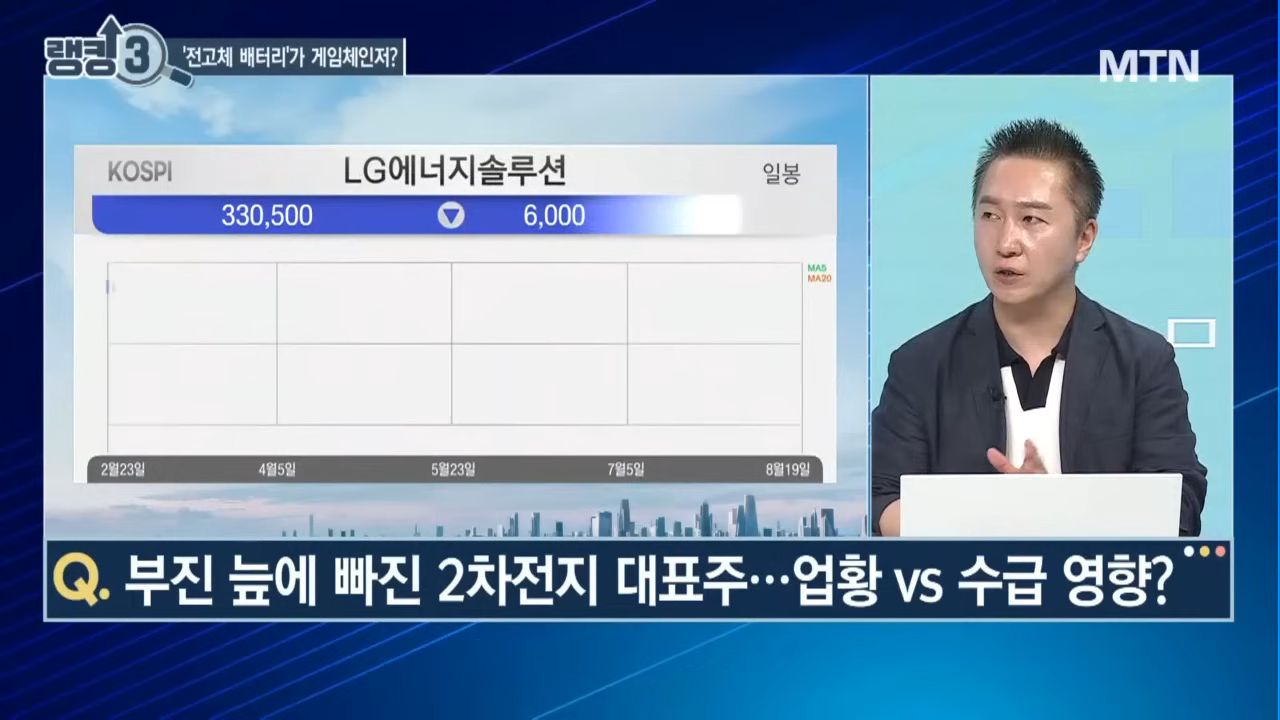 랭킹3
'전고체 배터리'가 게임체인저?
MTN
KOSPI
LG에너지솔루션
일봉
330,500 ▼ 6,000
MA5
MA20
2월23일 4월5일 5월23일 7월5일 8월19일
Q. 부진 늪에 빠진 2차전지 대표주…업황 vs 수급 영향?